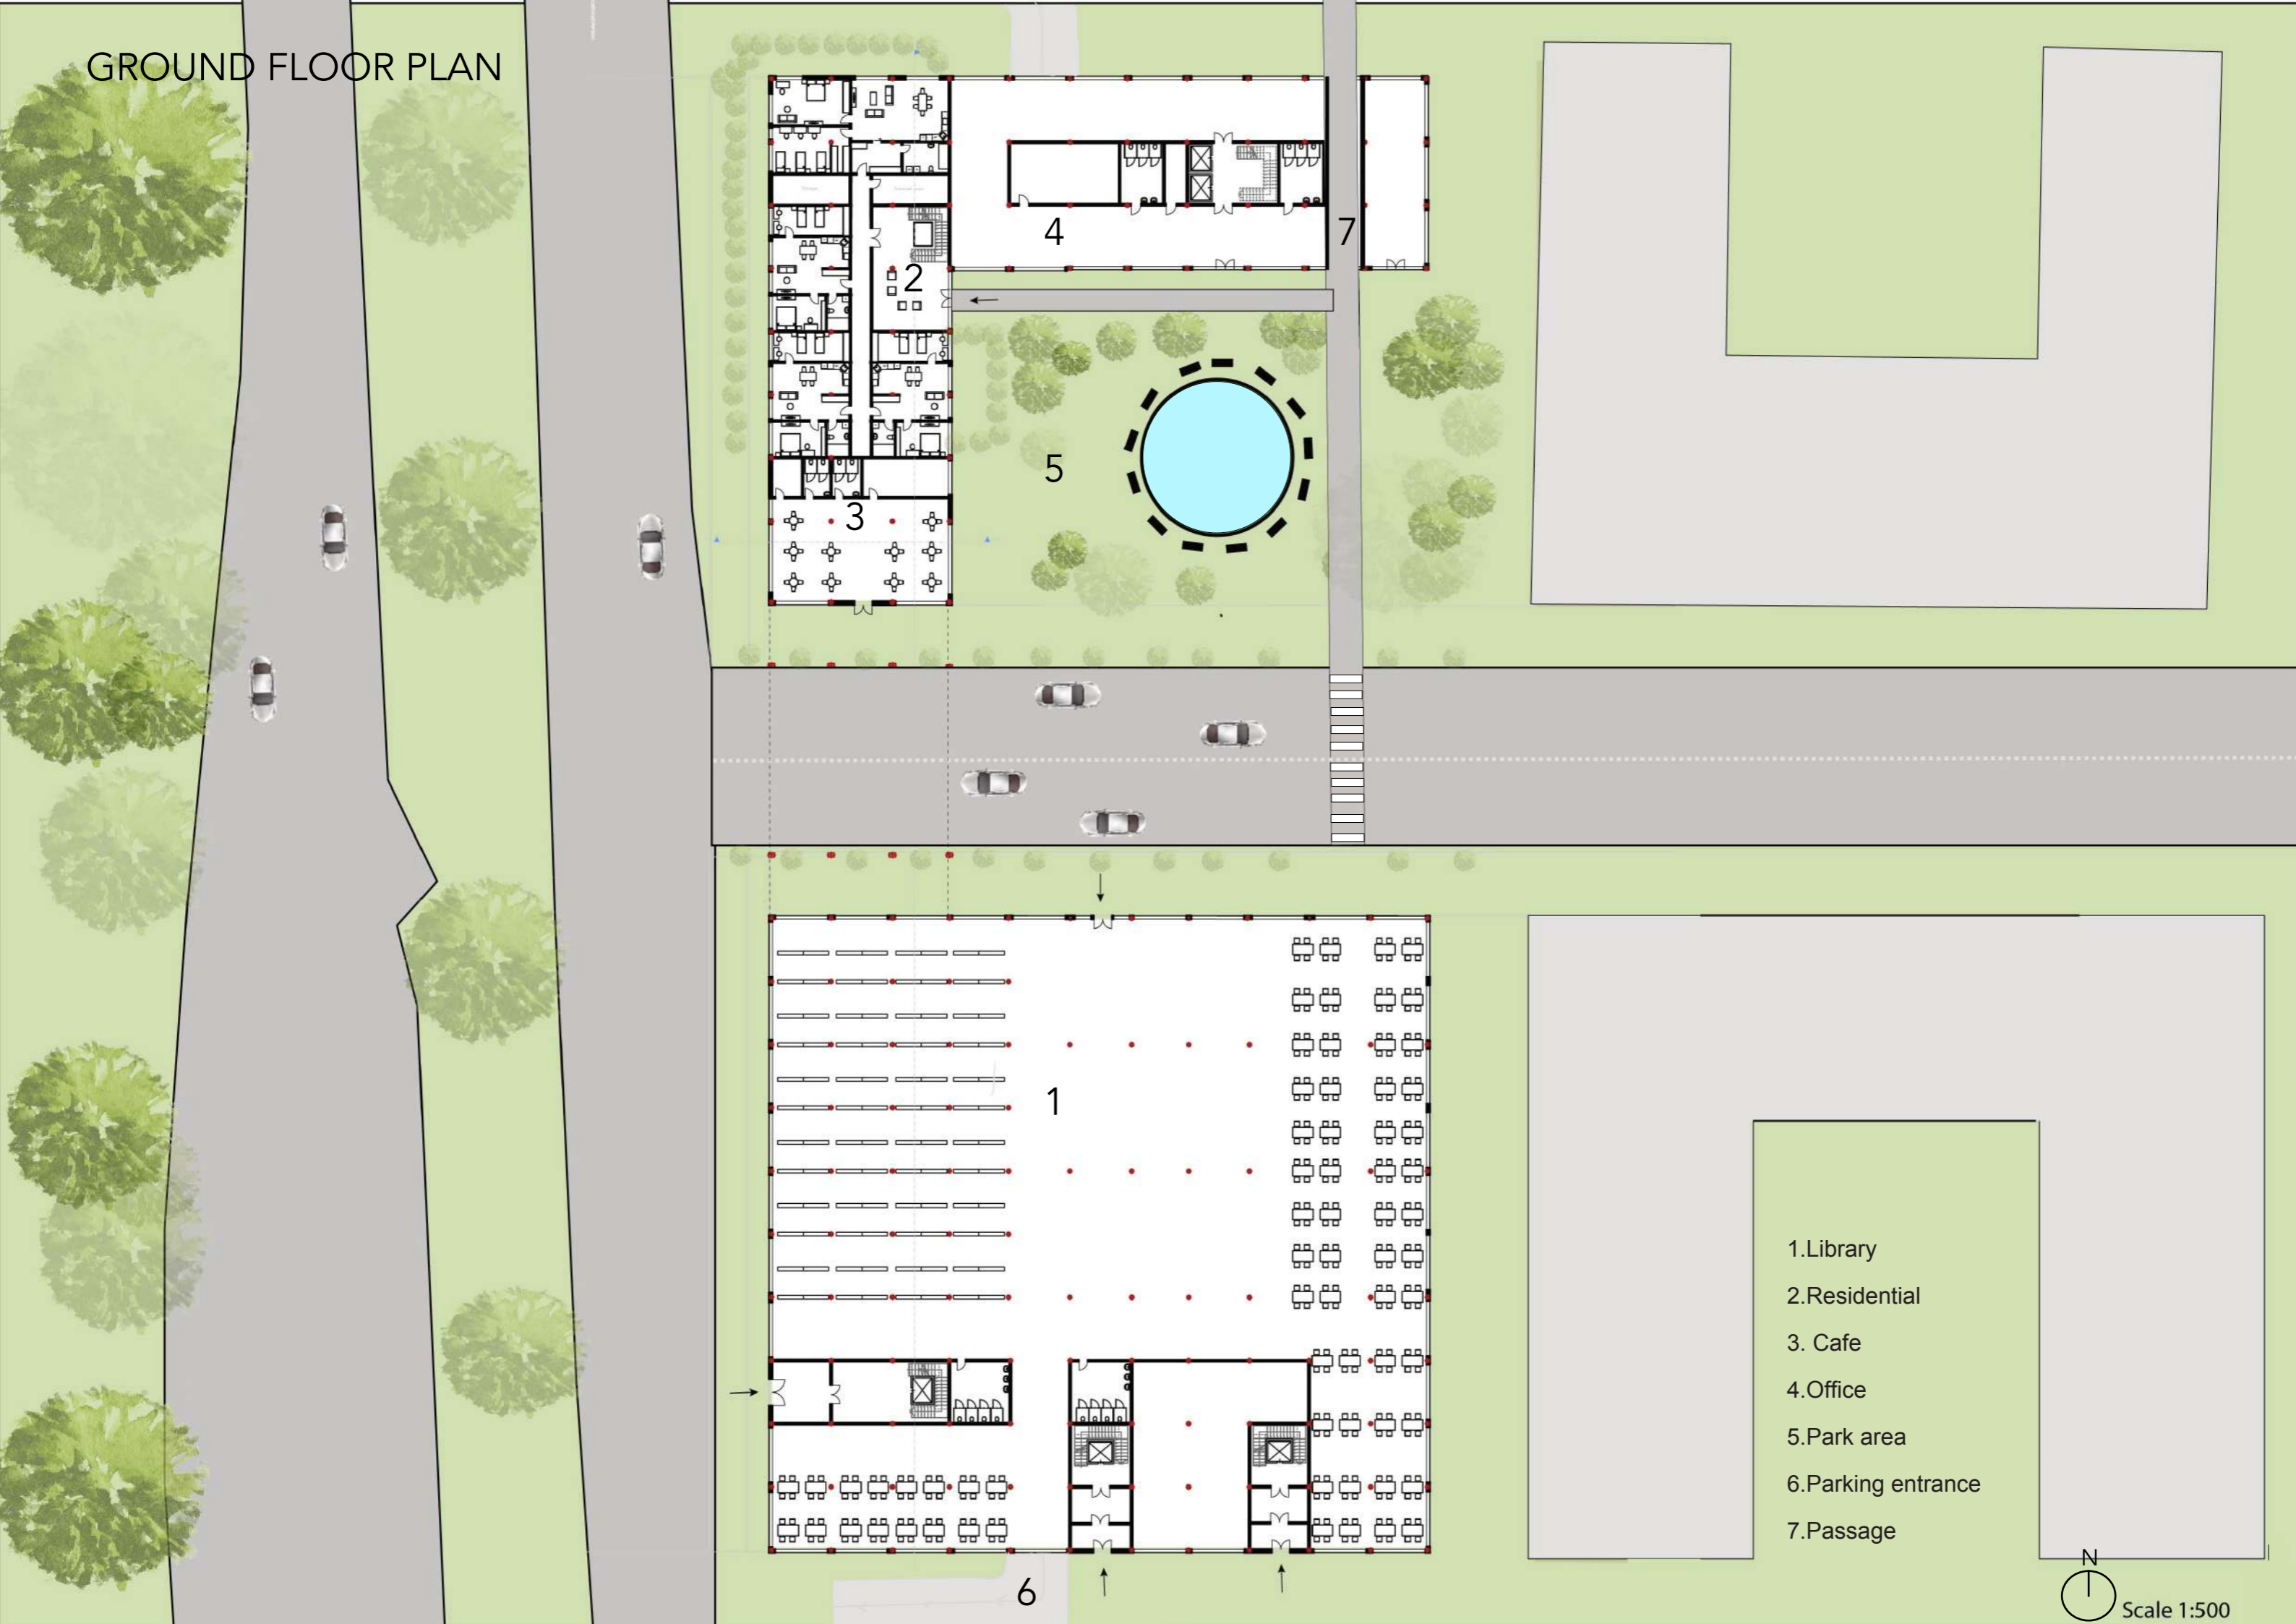 GROUND FLOOR PLAN
4
7
2
5
3
1
1.Library
2.Residential
3. Cafe
4.Office
5.Park area
6.Parking entrance
7.Passage
N
6
Scale 1:500